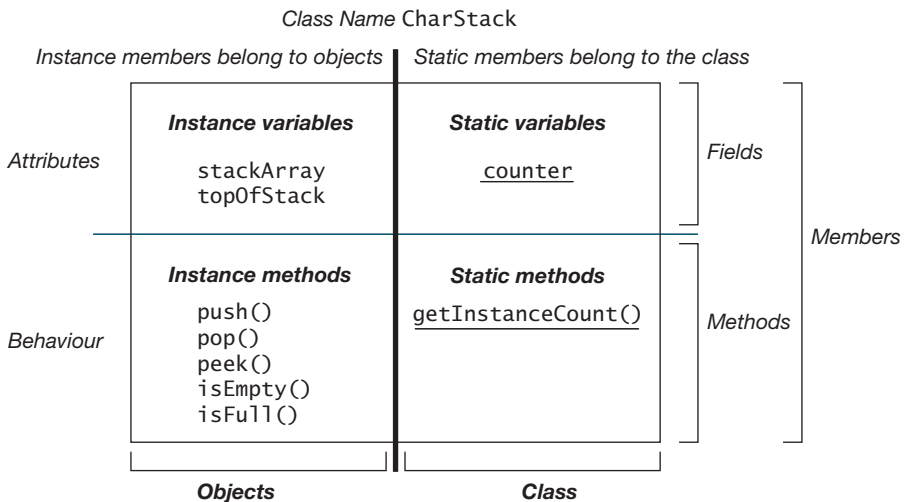 Class Name CharStack
Instance members belong to objects
Static members belong to the class
Instance variables
Static variables
Attributes
stackArray
topOfStack
counter
Fields
Members
Instance methods
Static methods
Behaviour
push()
pop()
peek()
isEmpty()
isFull()
getInstanceCount()
Methods
Objects
Class